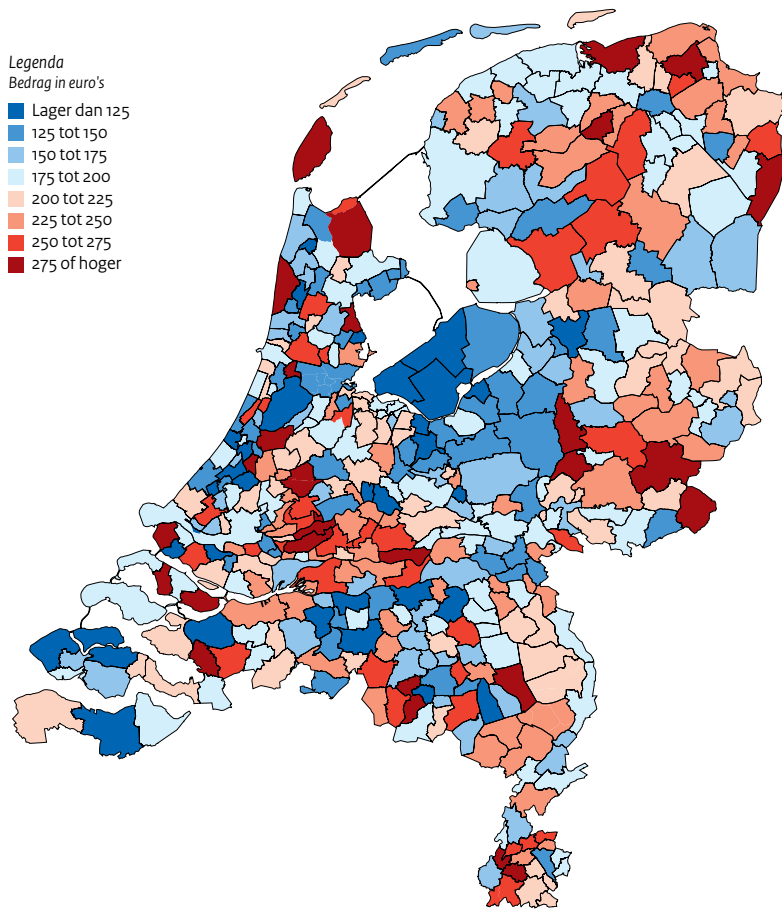 Legenda
Bedrag in euro's
Lager dan 125
125 tot 150
150 tot 175
175 tot 200
200 tot 225
225 tot 250
250 tot 275
275 of hoger